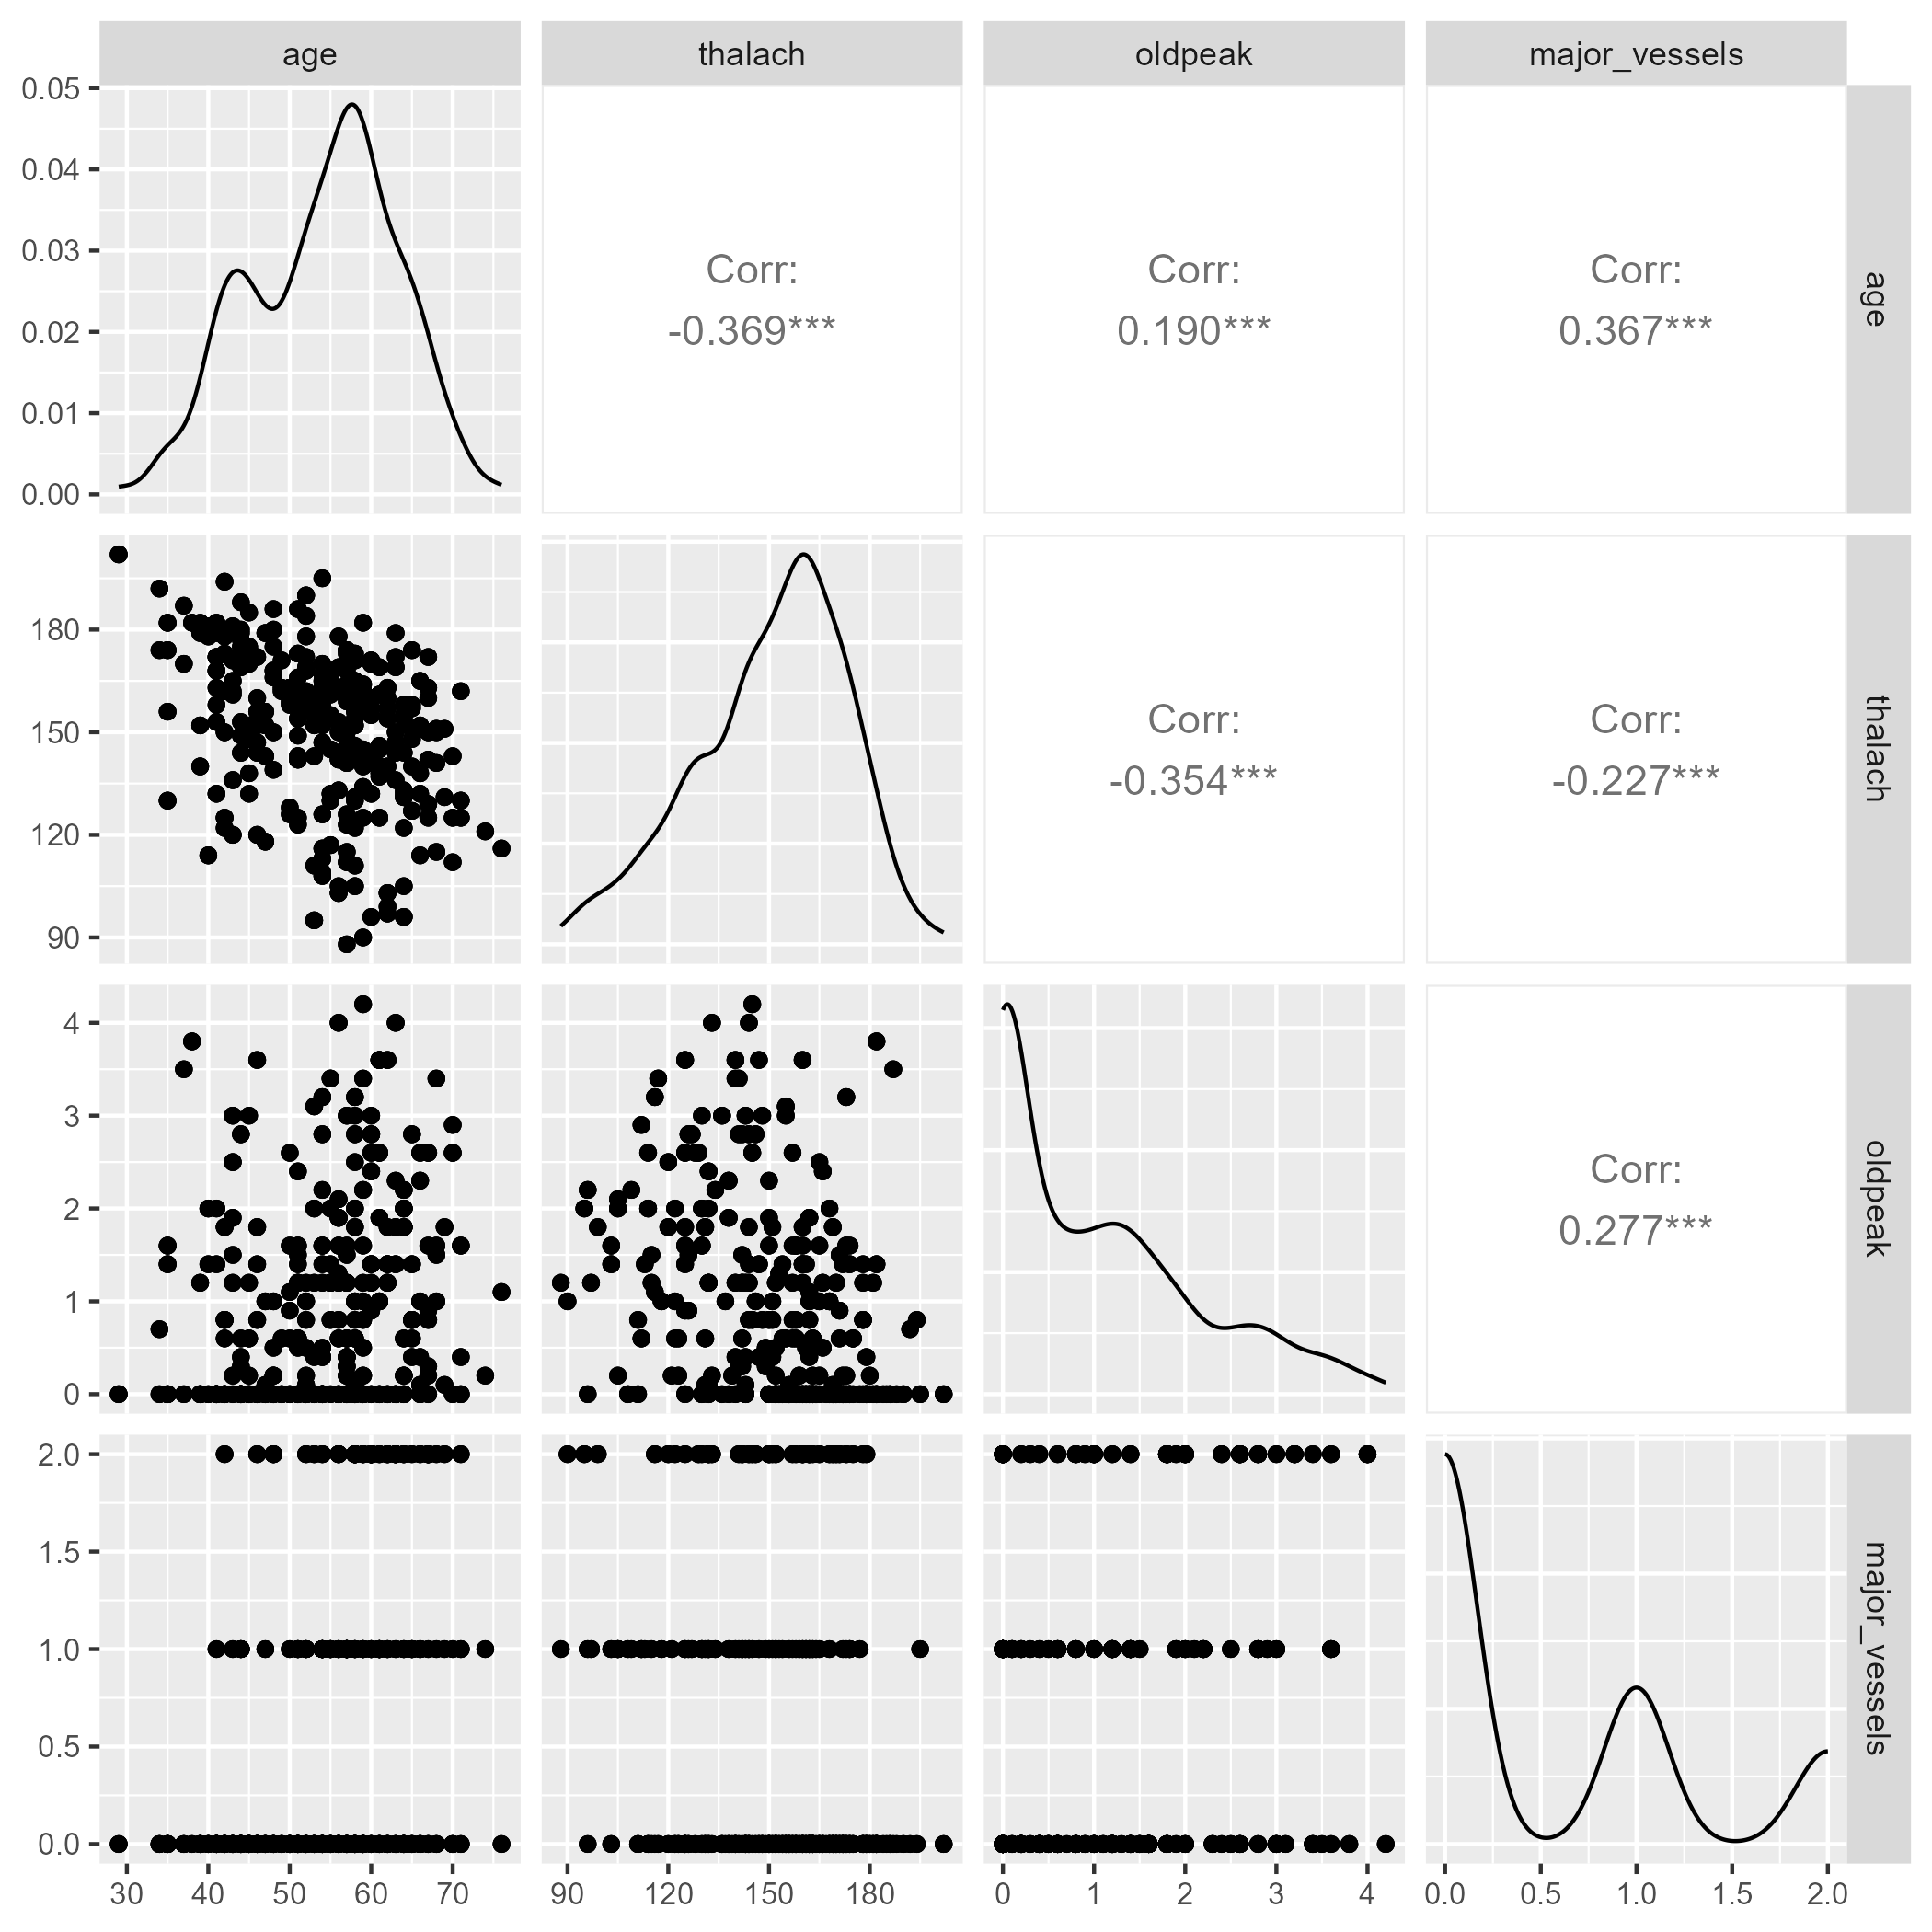 age
thalach
oldpeak
major_vessels
0.05
0.04
0.03
0.02
0.01
0.00
Corr:
-0.369***
Corr:
0.190***
Corr:
0.367***
age
180
150
120
90
Corr:
-0.354***
Corr:
-0.227***
thalach
4
3
2
1
0
Corr:
0.277***
oldpeak
2.0
1.5
1.0
0.5
0.0
major_vessels
30 40 50 60 70
90 120 150 180
0 1 2 3 4
0.0 0.5 1.0 1.5 2.0